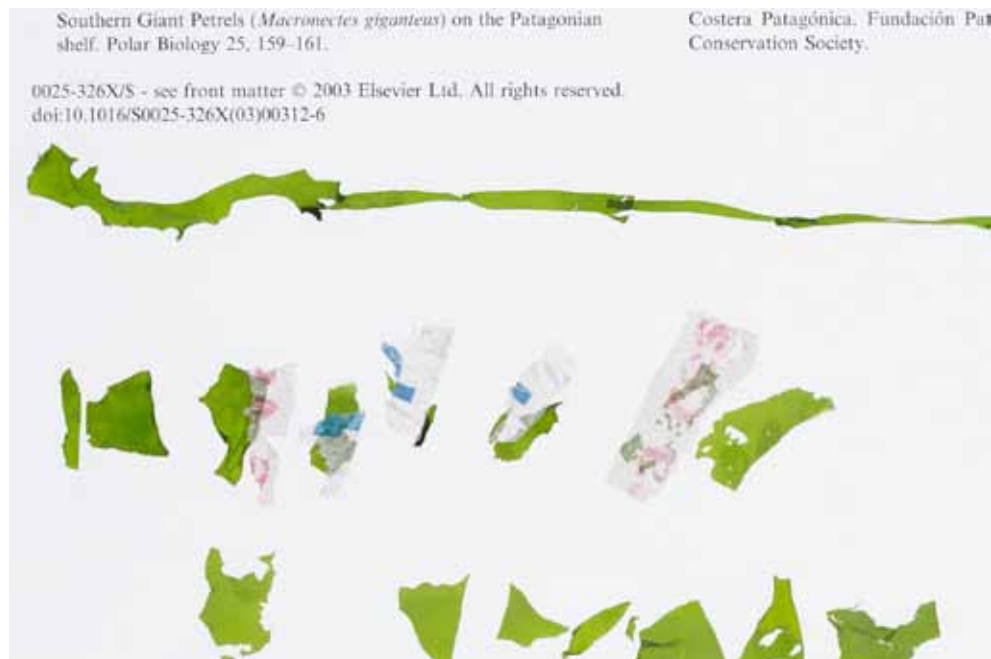 Southern Giant Petrels (Macronectes giganteus) on the Patagonian
shelf. Polar Biology 25, 159–161.
Costera Patagónica. Fundación
Conservation Society.
0025-326X/$ - see front matter © 2003 Elsevier Ltd. All rights reserved.
doi:10.1016/S0025-326X(03)00312-6